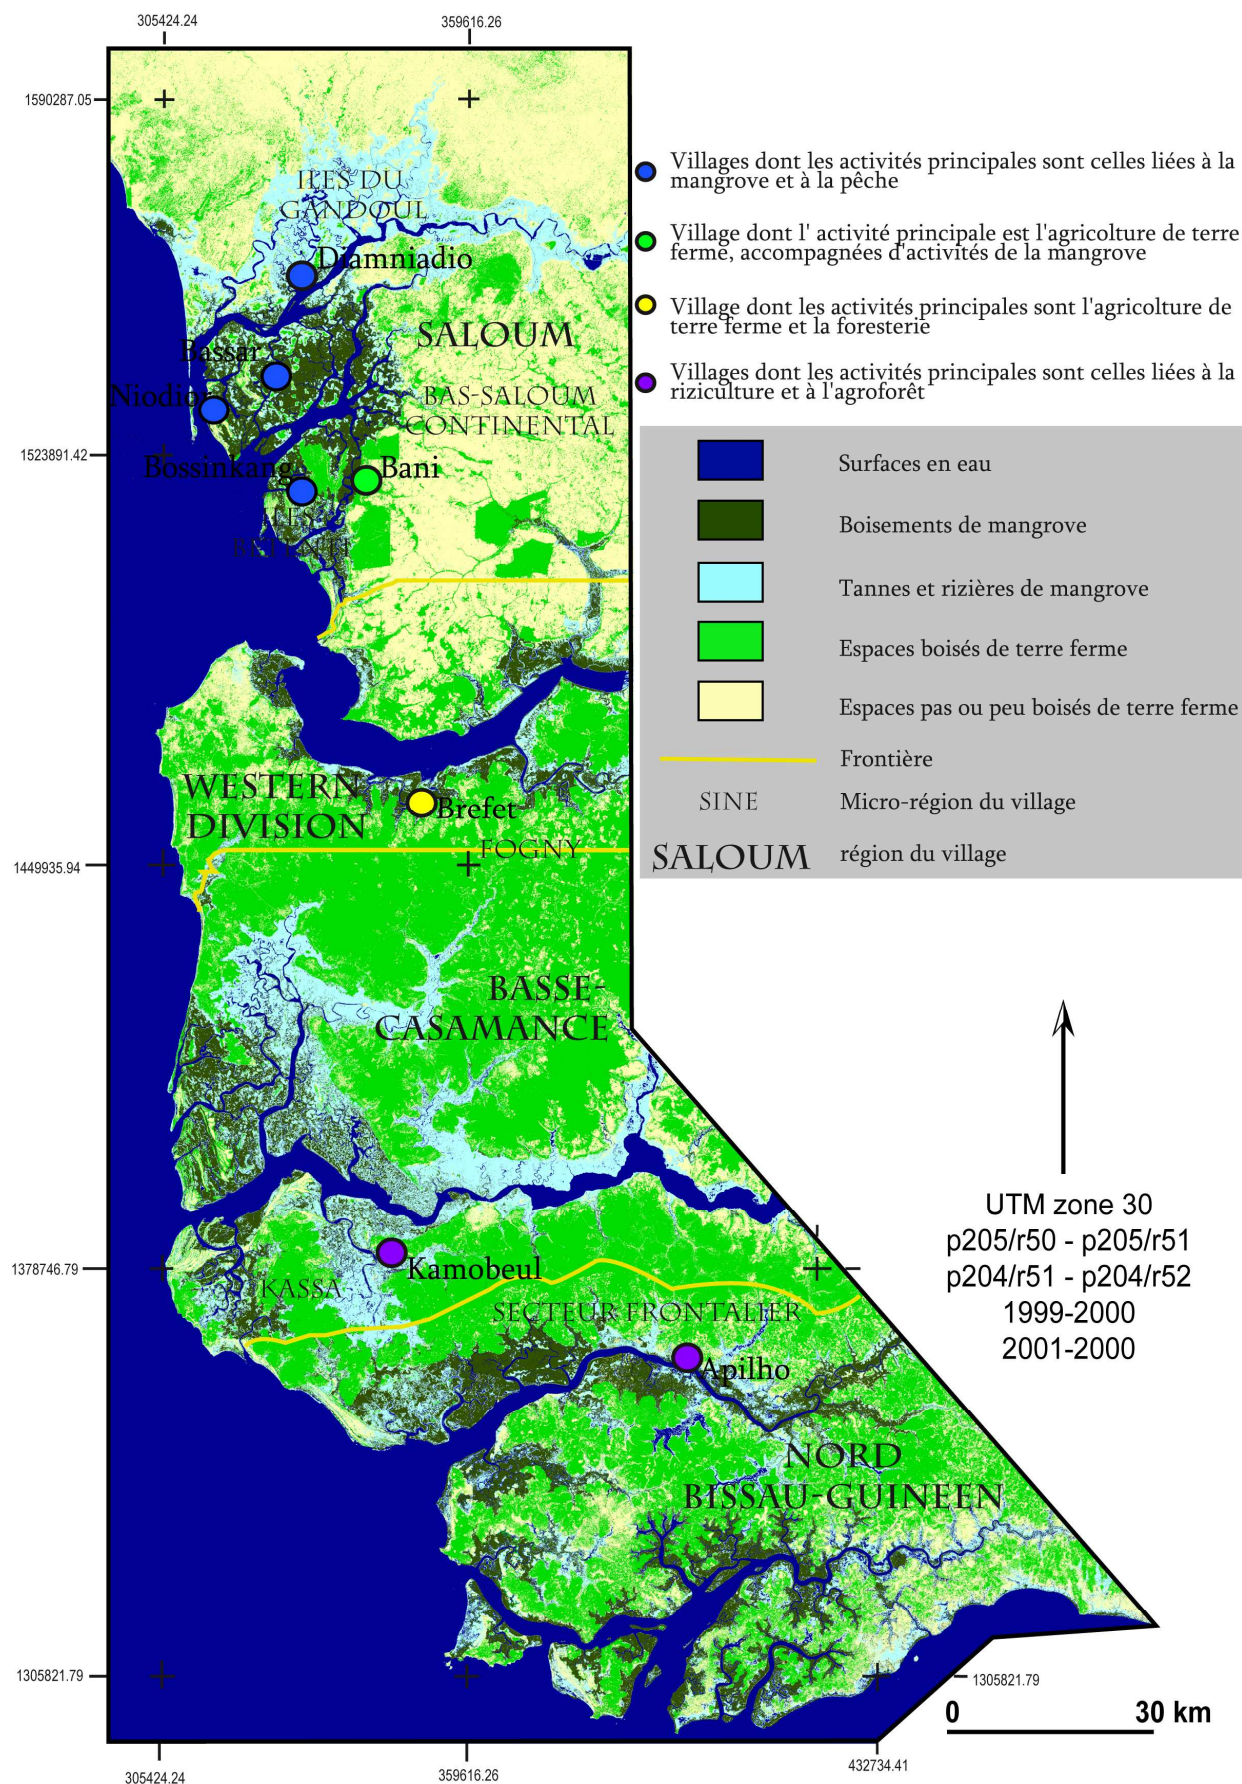 305424.24
359616.26
1590287.05
Villages dont les activités principales sont celles liées à la
mangrove et à la pêche
ILES DU
GANDOUL
Village dont l' activité principale est l'agricolture de terre
ferme, accompagnées d'activités de la mangrove
Diamniadio
Village dont les activités principales sont l'agricolture de
terre ferme et la foresterie
SALOUM
Bassar
Villages dont les activités principales sont celles liées à la
riziculture et à l'agroforêt
Niodior
BAS-SALOUM
CONTINENTAL
1523891.42
Bossinkang
Bani
Surfaces en eau
Boisements de mangrove
Tannes et rizières de mangrove
Espaces boisés de terre ferme
Espaces pas ou peu boisés de terre ferme
Frontière
SINE
Micro-région du village
SALOUM
région du village
WESTERN
DIVISION
Brefet
FOGNY
1449935.94
BASSE-
CASAMANCE
UTM zone 30
p205/r50 - p205/r51
p204/r51 - p204/r52
1999-2000
2001-2000
1378746.79
Kamobeul
KASSA
SECTEUR FRONTALIER
Apilho
NORD
BISSAU-GUINEEN
1305821.79
1305821.79
0 30 km
305424.24
359616.26
432734.41